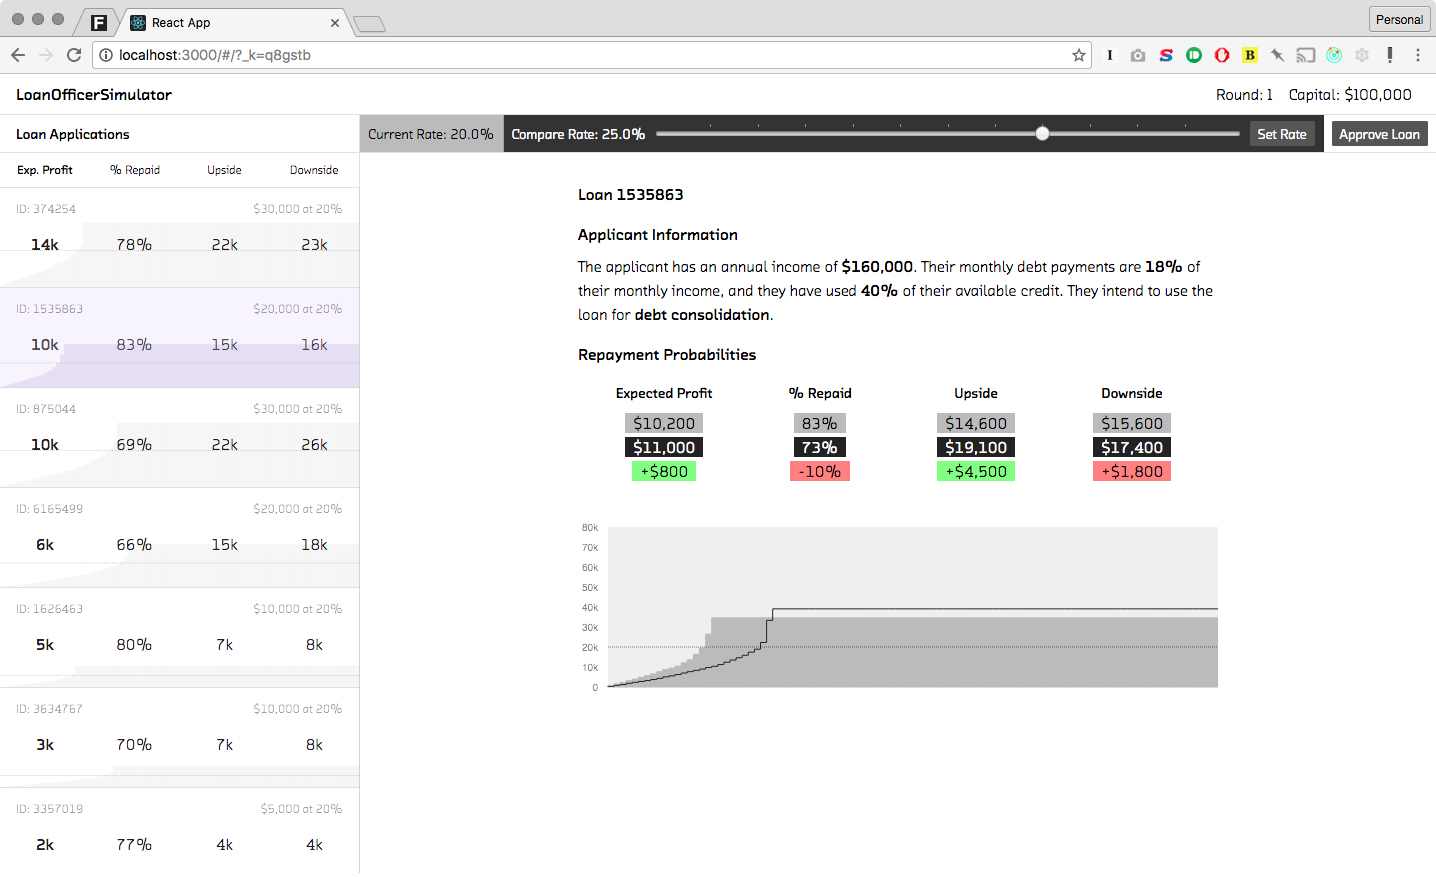 F
React App
Personal
localhost:3000/#/?_k=q8gstb
LoanOfficerSimulator
Round: 1 Capital: $100,000
Loan Applications
Current Rate: 20.0%
Compare Rate: 25.0%
Set Rate
Approve Loan
Exp. Profit % Repaid Upside Downside
ID: 374254 $30,000 at 20%
14k 78% 22k 23k
ID: 1535863 $20,000 at 20%
10k 83% 15k 16k
ID: 875044 $30,000 at 20%
10k 69% 22k 26k
ID: 6165499 $20,000 at 20%
6k 66% 15k 18k
ID: 1626463 $10,000 at 20%
5k 80% 7k 8k
ID: 3634767 $10,000 at 20%
3k 70% 7k 8k
ID: 3357019 $5,000 at 20%
2k 77% 4k 4k
Loan 1535863
Applicant Information
The applicant has an annual income of $160,000. Their monthly debt payments are 18% of
their monthly income, and they have used 40% of their available credit. They intend to use the
loan for debt consolidation.
Repayment Probabilities
Expected Profit % Repaid Upside Downside
$10,200 83% $14,600 $15,600
$11,000 73% $19,100 $17,400
+$800 -10% +$4,500 +$1,800
80k
70k
60k
50k
40k
30k
20k
10k
0